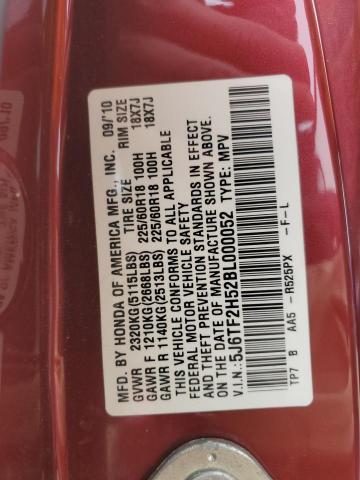 MFD. BY HONDA OF AMERICA MFG., INC. 09/'10
GVWR 2320KG(5115LBS) TIRE SIZE RIM SIZE
GAWR F 1210KG(2668LBS) 225/60R18 100H 18X7J
GAWR R 1140KG(2513LBS) 225/60R18 100H 18X7J
THIS VEHICLE CONFORMS TO ALL APPLICABLE
FEDERAL MOTOR VEHICLE SAFETY
AND THEFT PREVENTION STANDARDS IN EFFECT
ON THE DATE OF MANUFACTURE SHOWN ABOVE.
V.I.N.: 5J6TF2H52BL000052 TYPE: MPV
TP7 B AA5 - R525PX -F-L